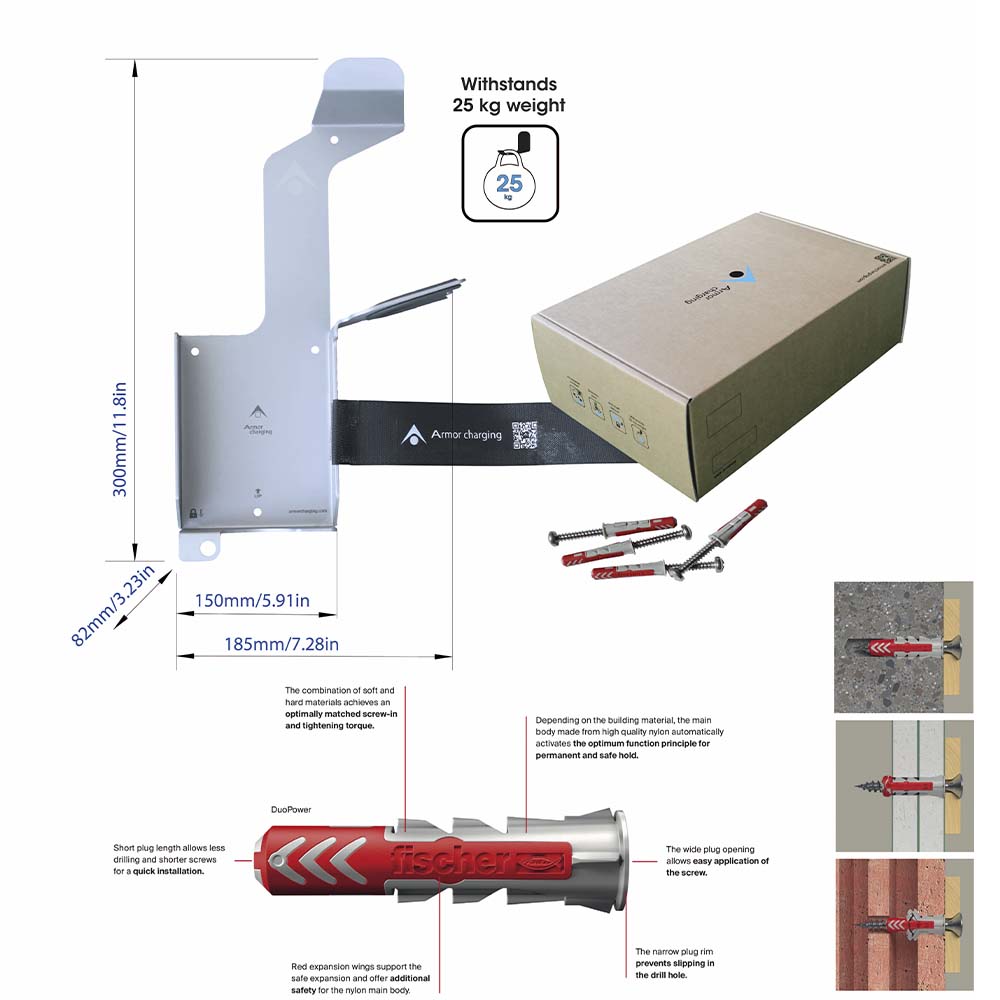 Withstands
25 kg weight
25
kg
Armor
charging
armorcharging.com
300mm/11.8in
Armor
charging
UP
armorcharging.com
Armor charging
82mm/3.23in
150mm/5.91in
185mm/7.28in
The combination of soft and
hard materials achieves an
optimally matched screw-in
and tightening torque.
Depending on the building material, the main
body made from high quality nylon automatically
activates the optimum function principle for
permanent and safe hold.
DuoPower
Short plug length allows less
drilling and shorter screws
for a quick installation.
fischer
The wide plug opening
allows easy application of
the screw.
Red expansion wings support the
safe expansion and offer additional
safety for the nylon main body.
The narrow plug rim
prevents slipping in
the drill hole.